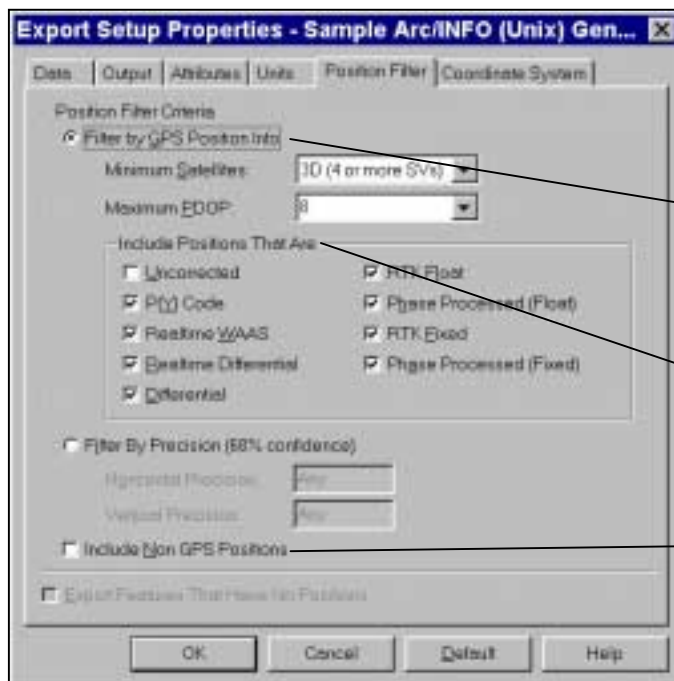 Export Setup Properties - Sample Arc/INFO (Unix) Gen...
Data Output Attributes Units Position Filter Coordinate System
Position Filter Criteria
Filter by GPS Position Info
Minimum Satellites: 3D (4 or more SVs)
Maximum PDOP: 8
Include Positions That Are
Uncorrected RTK Float
P(Y) Code Phase Processed (Float)
Realtime WAAS RTK Fixed
Realtime Differential Phase Processed (Fixed)
Differential
Filter By Precision (68% confidence)
Horizontal Precision: Any
Vertical Precision: Any
Include Non GPS Positions
Export Features That Have No Positions
OK Cancel Default Help